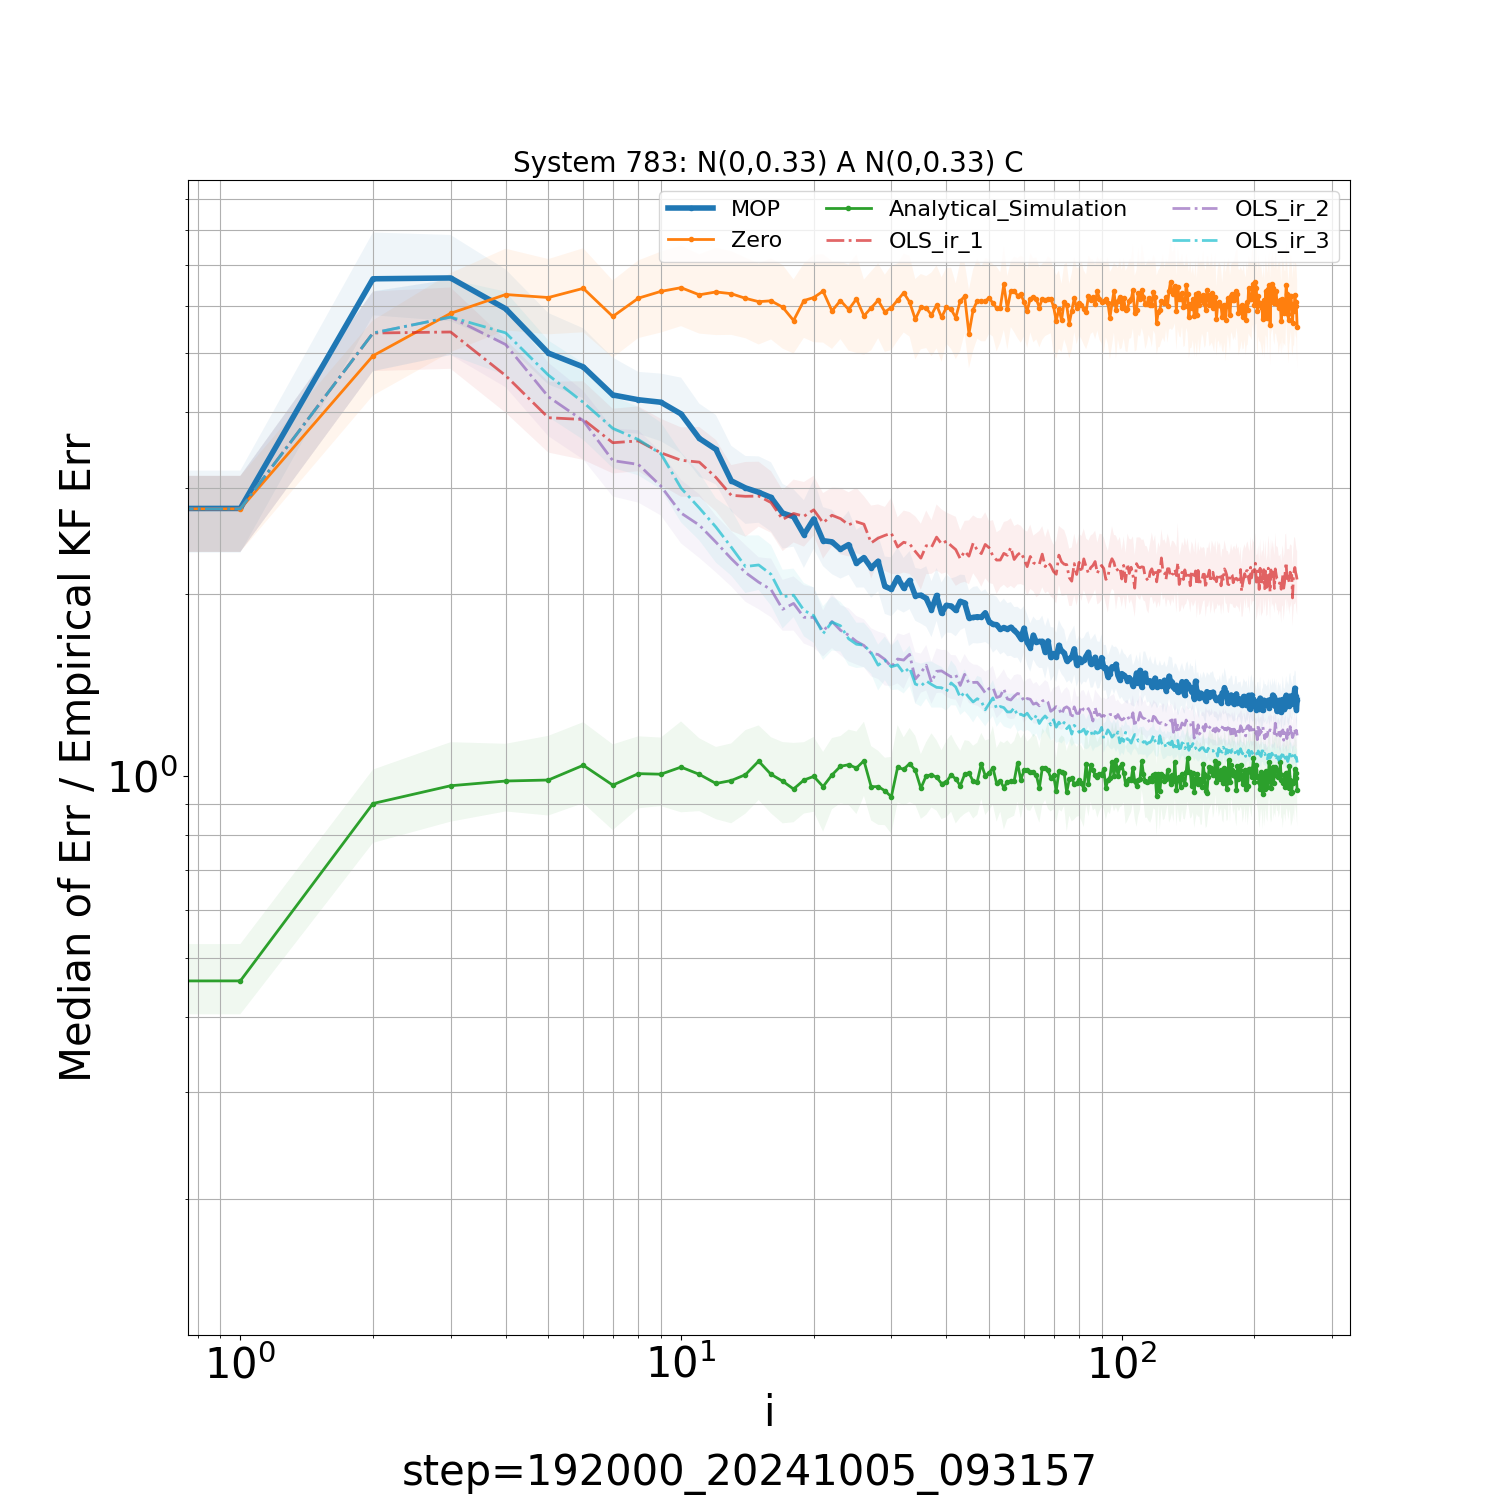 System 783: N(0,0.33) A N(0,0.33) C
MOP
Zero
Analytical_Simulation
OLS_ir_1
OLS_ir_2
OLS_ir_3
Median of Err / Empirical KF Err
10⁰
10⁰
10¹
10²
i
step=192000_20241005_093157